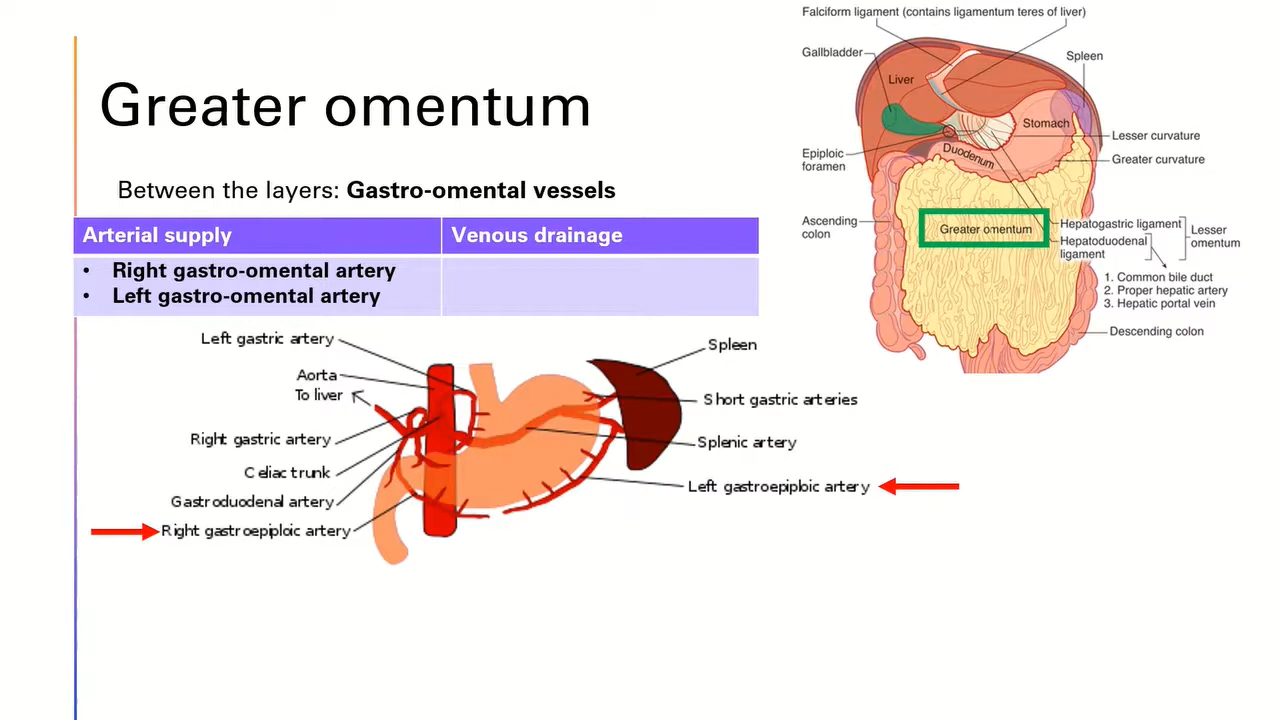 Greater omentum
Between the layers: Gastro-omental vessels
Arterial supply
Venous drainage
• Right gastro-omental artery
• Left gastro-omental artery
Left gastric artery
Aorta
To liver
Right gastric artery
Celiac trunk
Gastroduodenal artery
Right gastroepiploic artery
Spleen
Short gastric arteries
Splenic artery
Left gastroepipboic artery
Falciform ligament (contains ligamentum teres of liver)
Gallbladder
Spleen
Liver
Stomach
Lesser curvature
Duodenum
Epiploic
foramen
Greater curvature
Ascending
colon
Greater omentum
Hepatogastric ligament
Hepatoduodenal
ligament
Lesser
omentum
1. Common bile duct
2. Proper hepatic artery
3. Hepatic portal vein
Descending colon